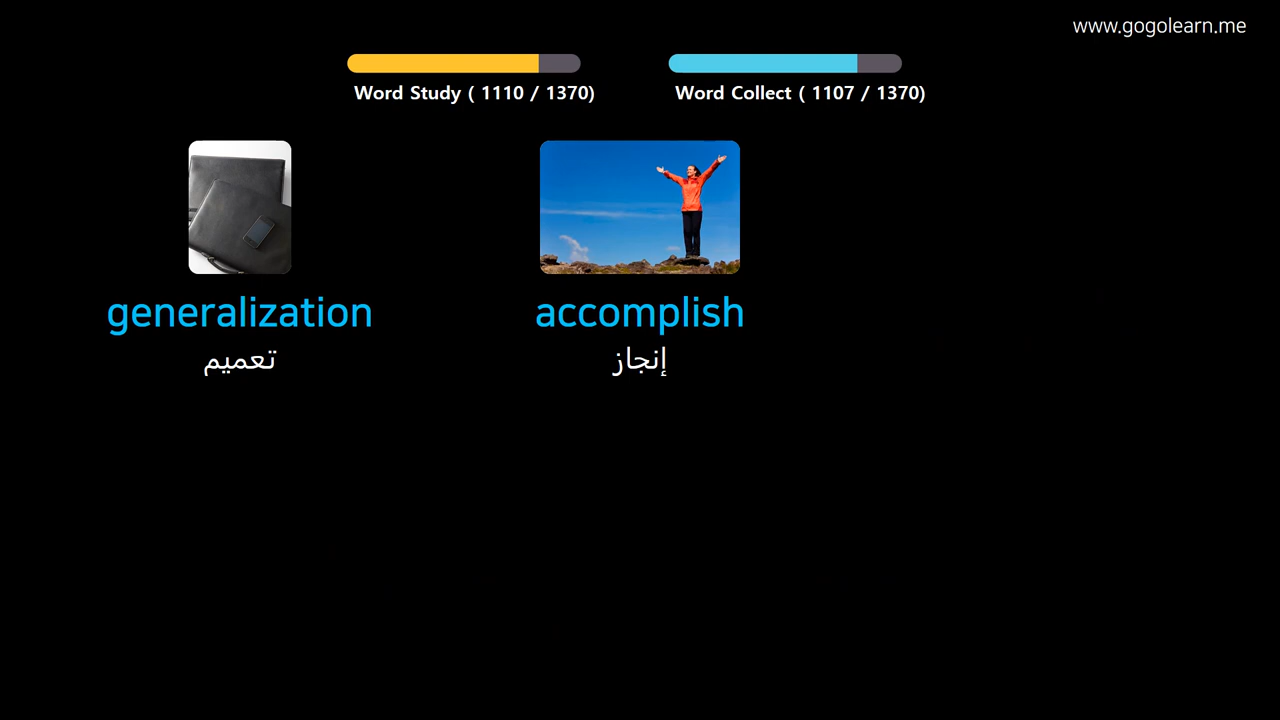 www.gogolearn.me
Word Study ( 1110 / 1370)
Word Collect ( 1107 / 1370)
generalization
تعميم
accomplish
إنجاز